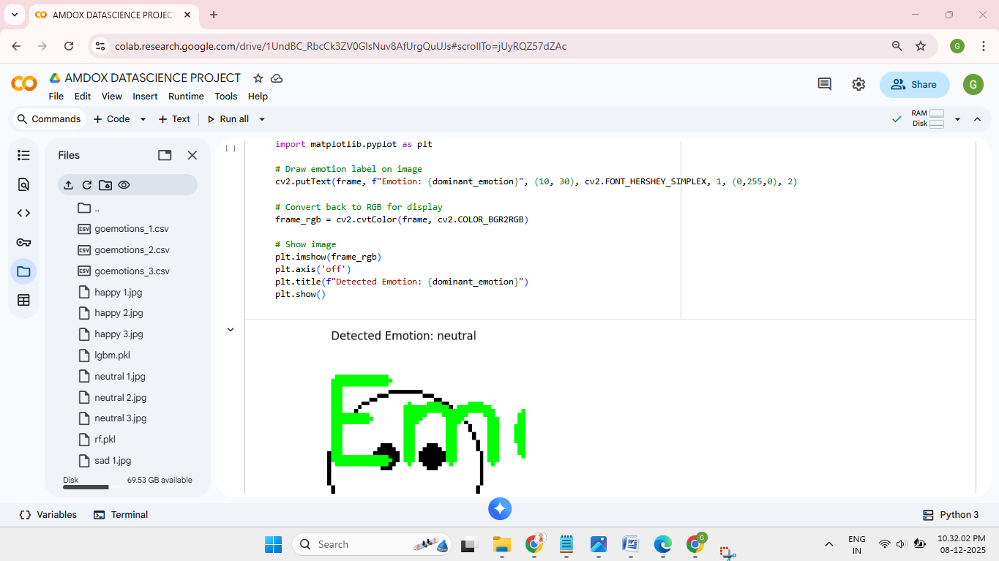 AMDOX DATASCIENCE PROJECT
colab.research.google.com/drive/1UndBC_RbcCk3ZV0GIsNuv8AfUrgQuUJs#scrollTo=jUyRQZ57dZAc
G
AMDOX DATASCIENCE PROJECT
File Edit View Insert Runtime Tools Help
Share
G
Commands + Code + Text Run all
RAM
Disk
Files
..
goemotions_1.csv
goemotions_2.csv
goemotions_3.csv
happy 1.jpg
happy 2.jpg
happy 3.jpg
lgbm.pkl
neutral 1.jpg
neutral 2.jpg
neutral 3.jpg
rf.pkl
sad 1.jpg
Disk 69.53 GB available
[ ]
import matplotlib.pyplot as plt
# Draw emotion label on image
cv2.putText(frame, f"Emotion: {dominant_emotion}", (10, 30), cv2.FONT_HERSHEY_SIMPLEX, 1, (0,255,0), 2)
# Convert back to RGB for display
frame_rgb = cv2.cvtColor(frame, cv2.COLOR_BGR2RGB)
# Show image
plt.imshow(frame_rgb)
plt.axis('off')
plt.title(f"Detected Emotion: {dominant_emotion}")
plt.show()
Detected Emotion: neutral
Em
Variables Terminal
Python 3
Search
ENG
IN
10.32.02 PM
08-12-2025